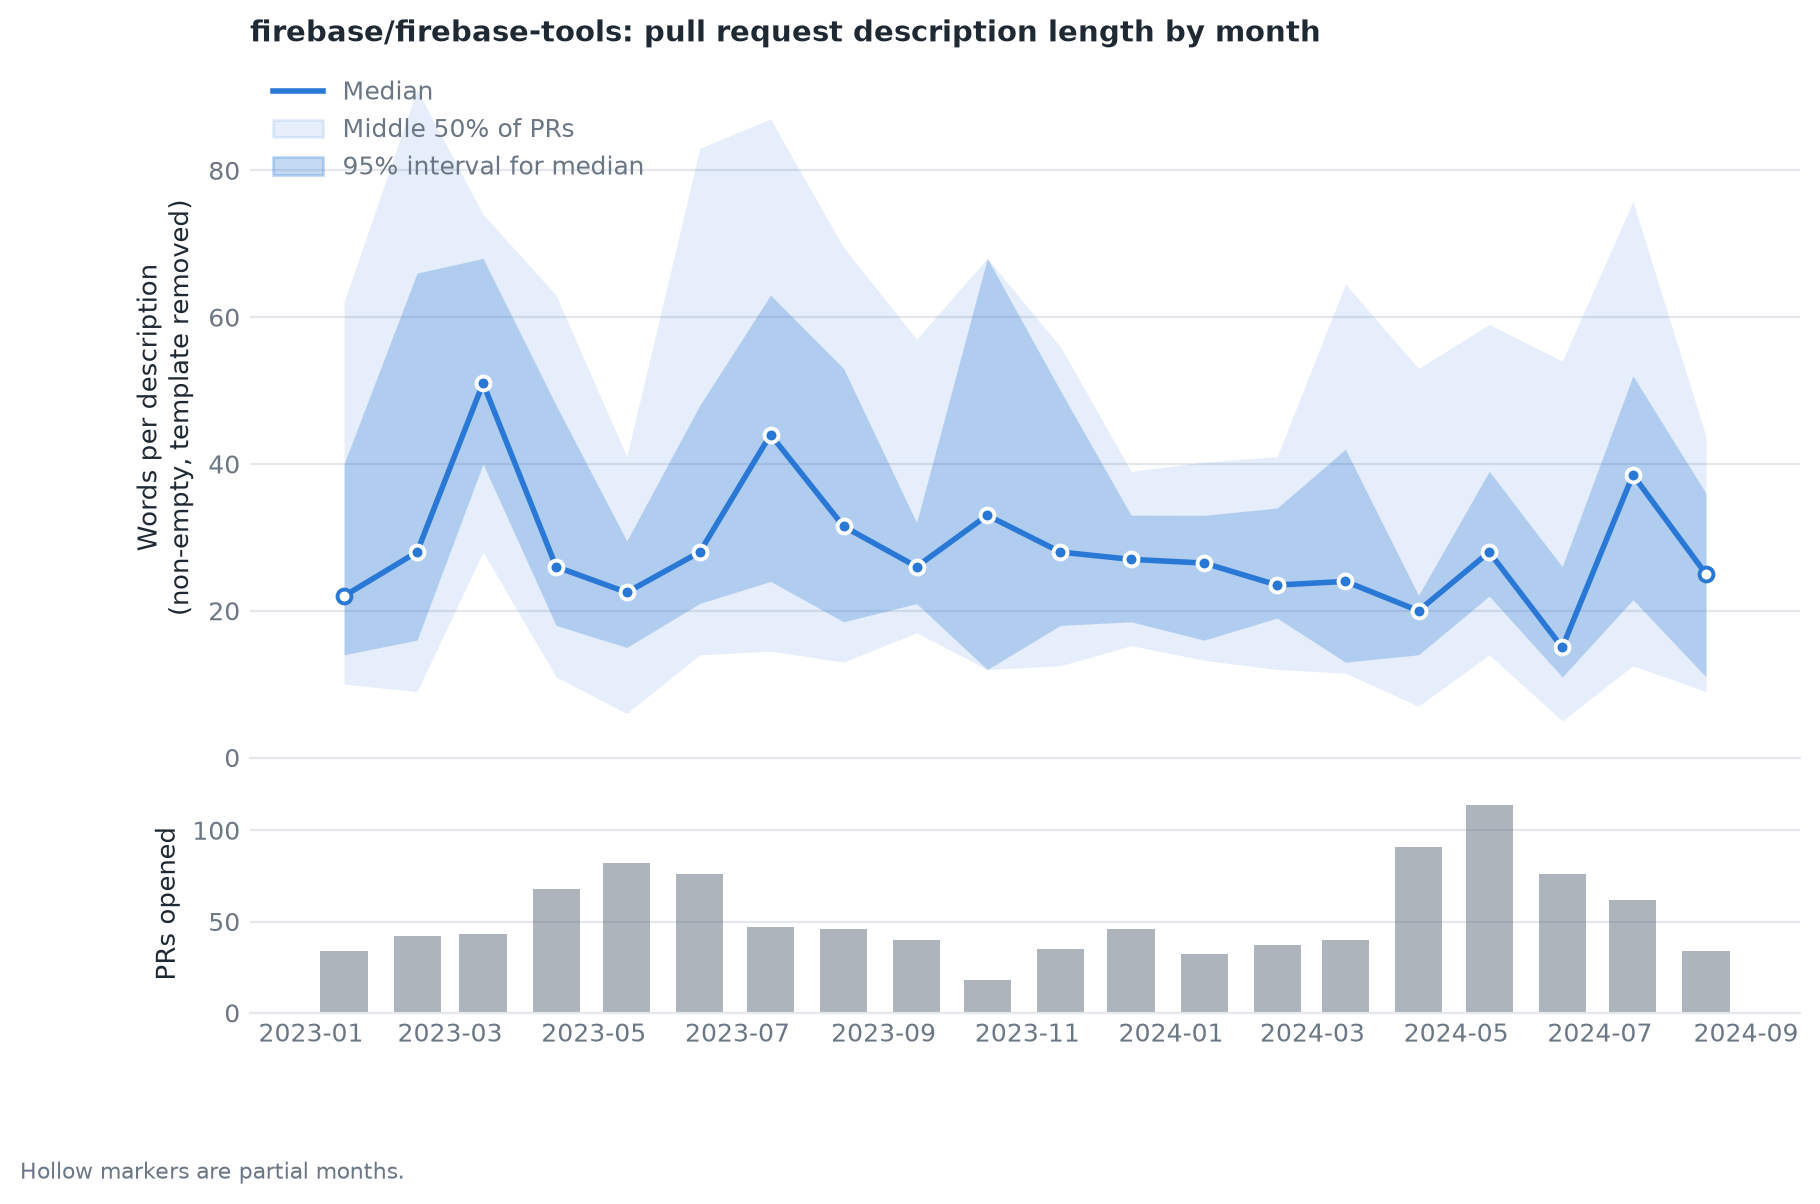 firebase/firebase-tools: pull request description length by month
Median
Middle 50% of PRs
95% interval for median
Words per description
(non-empty, template removed)
80
60
40
20
0
PRs opened
100
50
0
2023-01 2023-03 2023-05 2023-07 2023-09 2023-11 2024-01 2024-03 2024-05 2024-07 2024-09
Hollow markers are partial months.